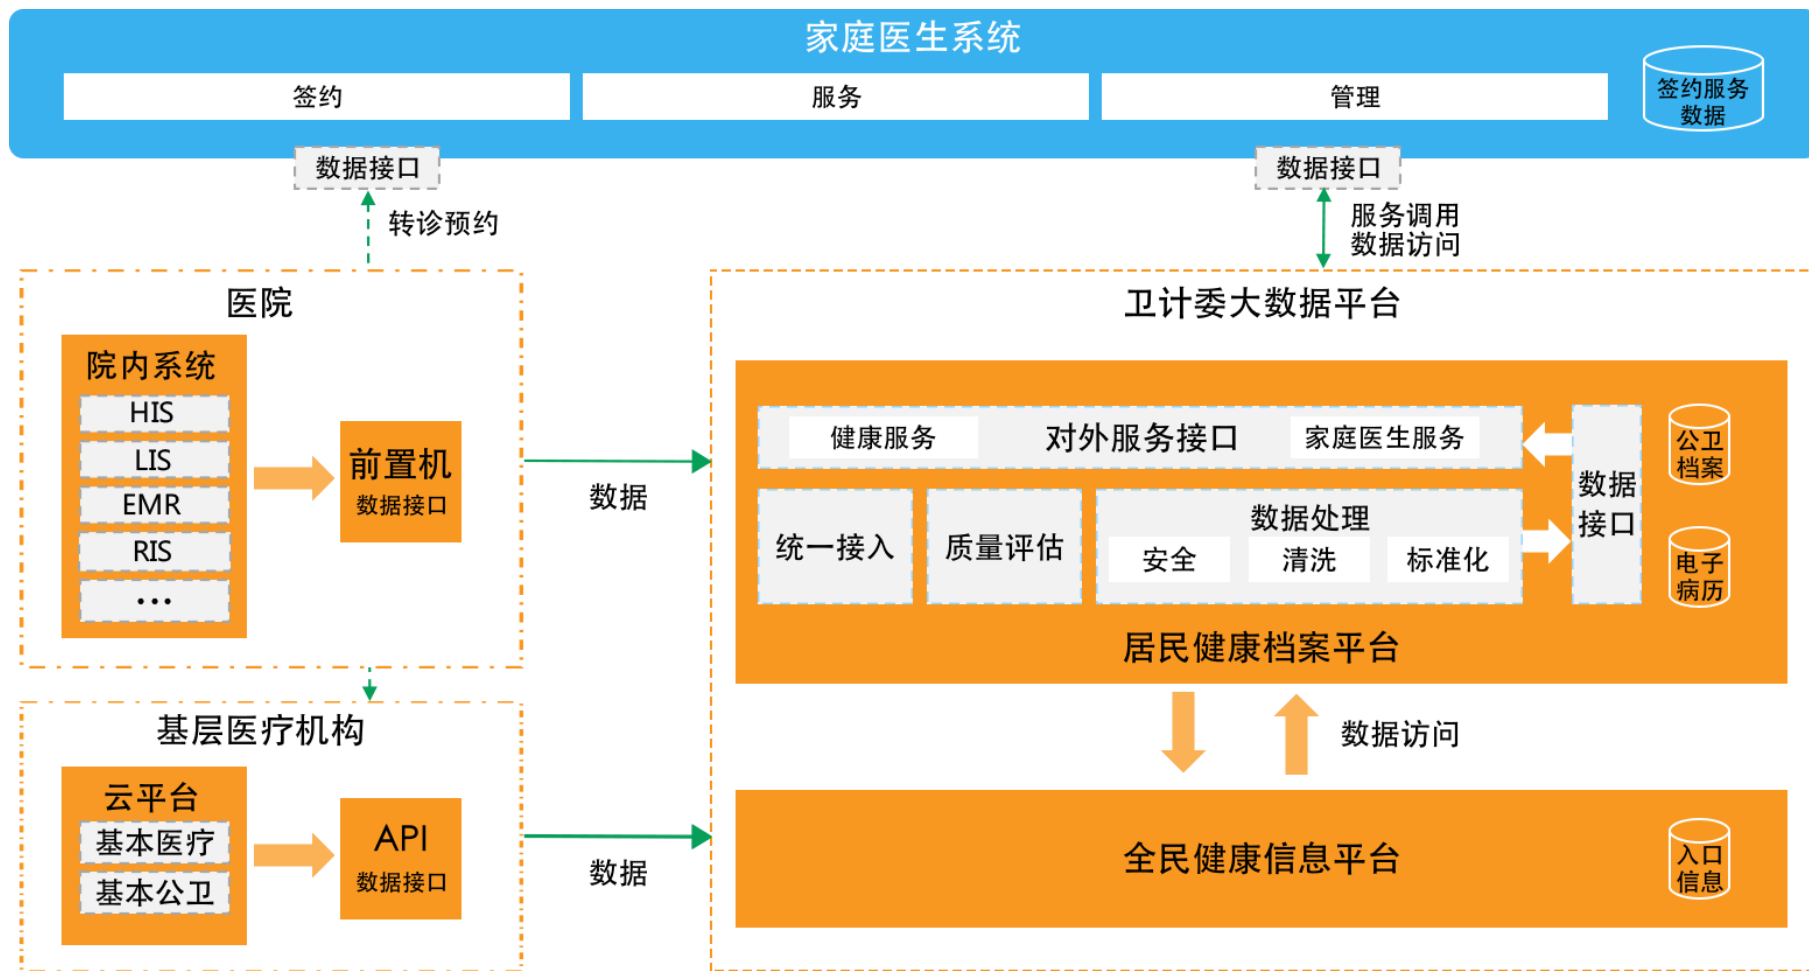 家庭医生系统
签约
服务
管理
签约服务
数据
数据接口
数据接口
转诊预约
服务调用
数据访问
医院
院内系统
HIS
LIS
EMR
RIS
...
前置机
数据接口
数据
卫计委大数据平台
健康服务
对外服务接口
家庭医生服务
统一接入
质量评估
数据处理
安全
清洗
标准化
数据
接口
公卫
档案
电子
病历
居民健康档案平台
数据访问
基层医疗机构
云平台
基本医疗
基本公卫
API
数据接口
数据
全民健康信息平台
入口
信息